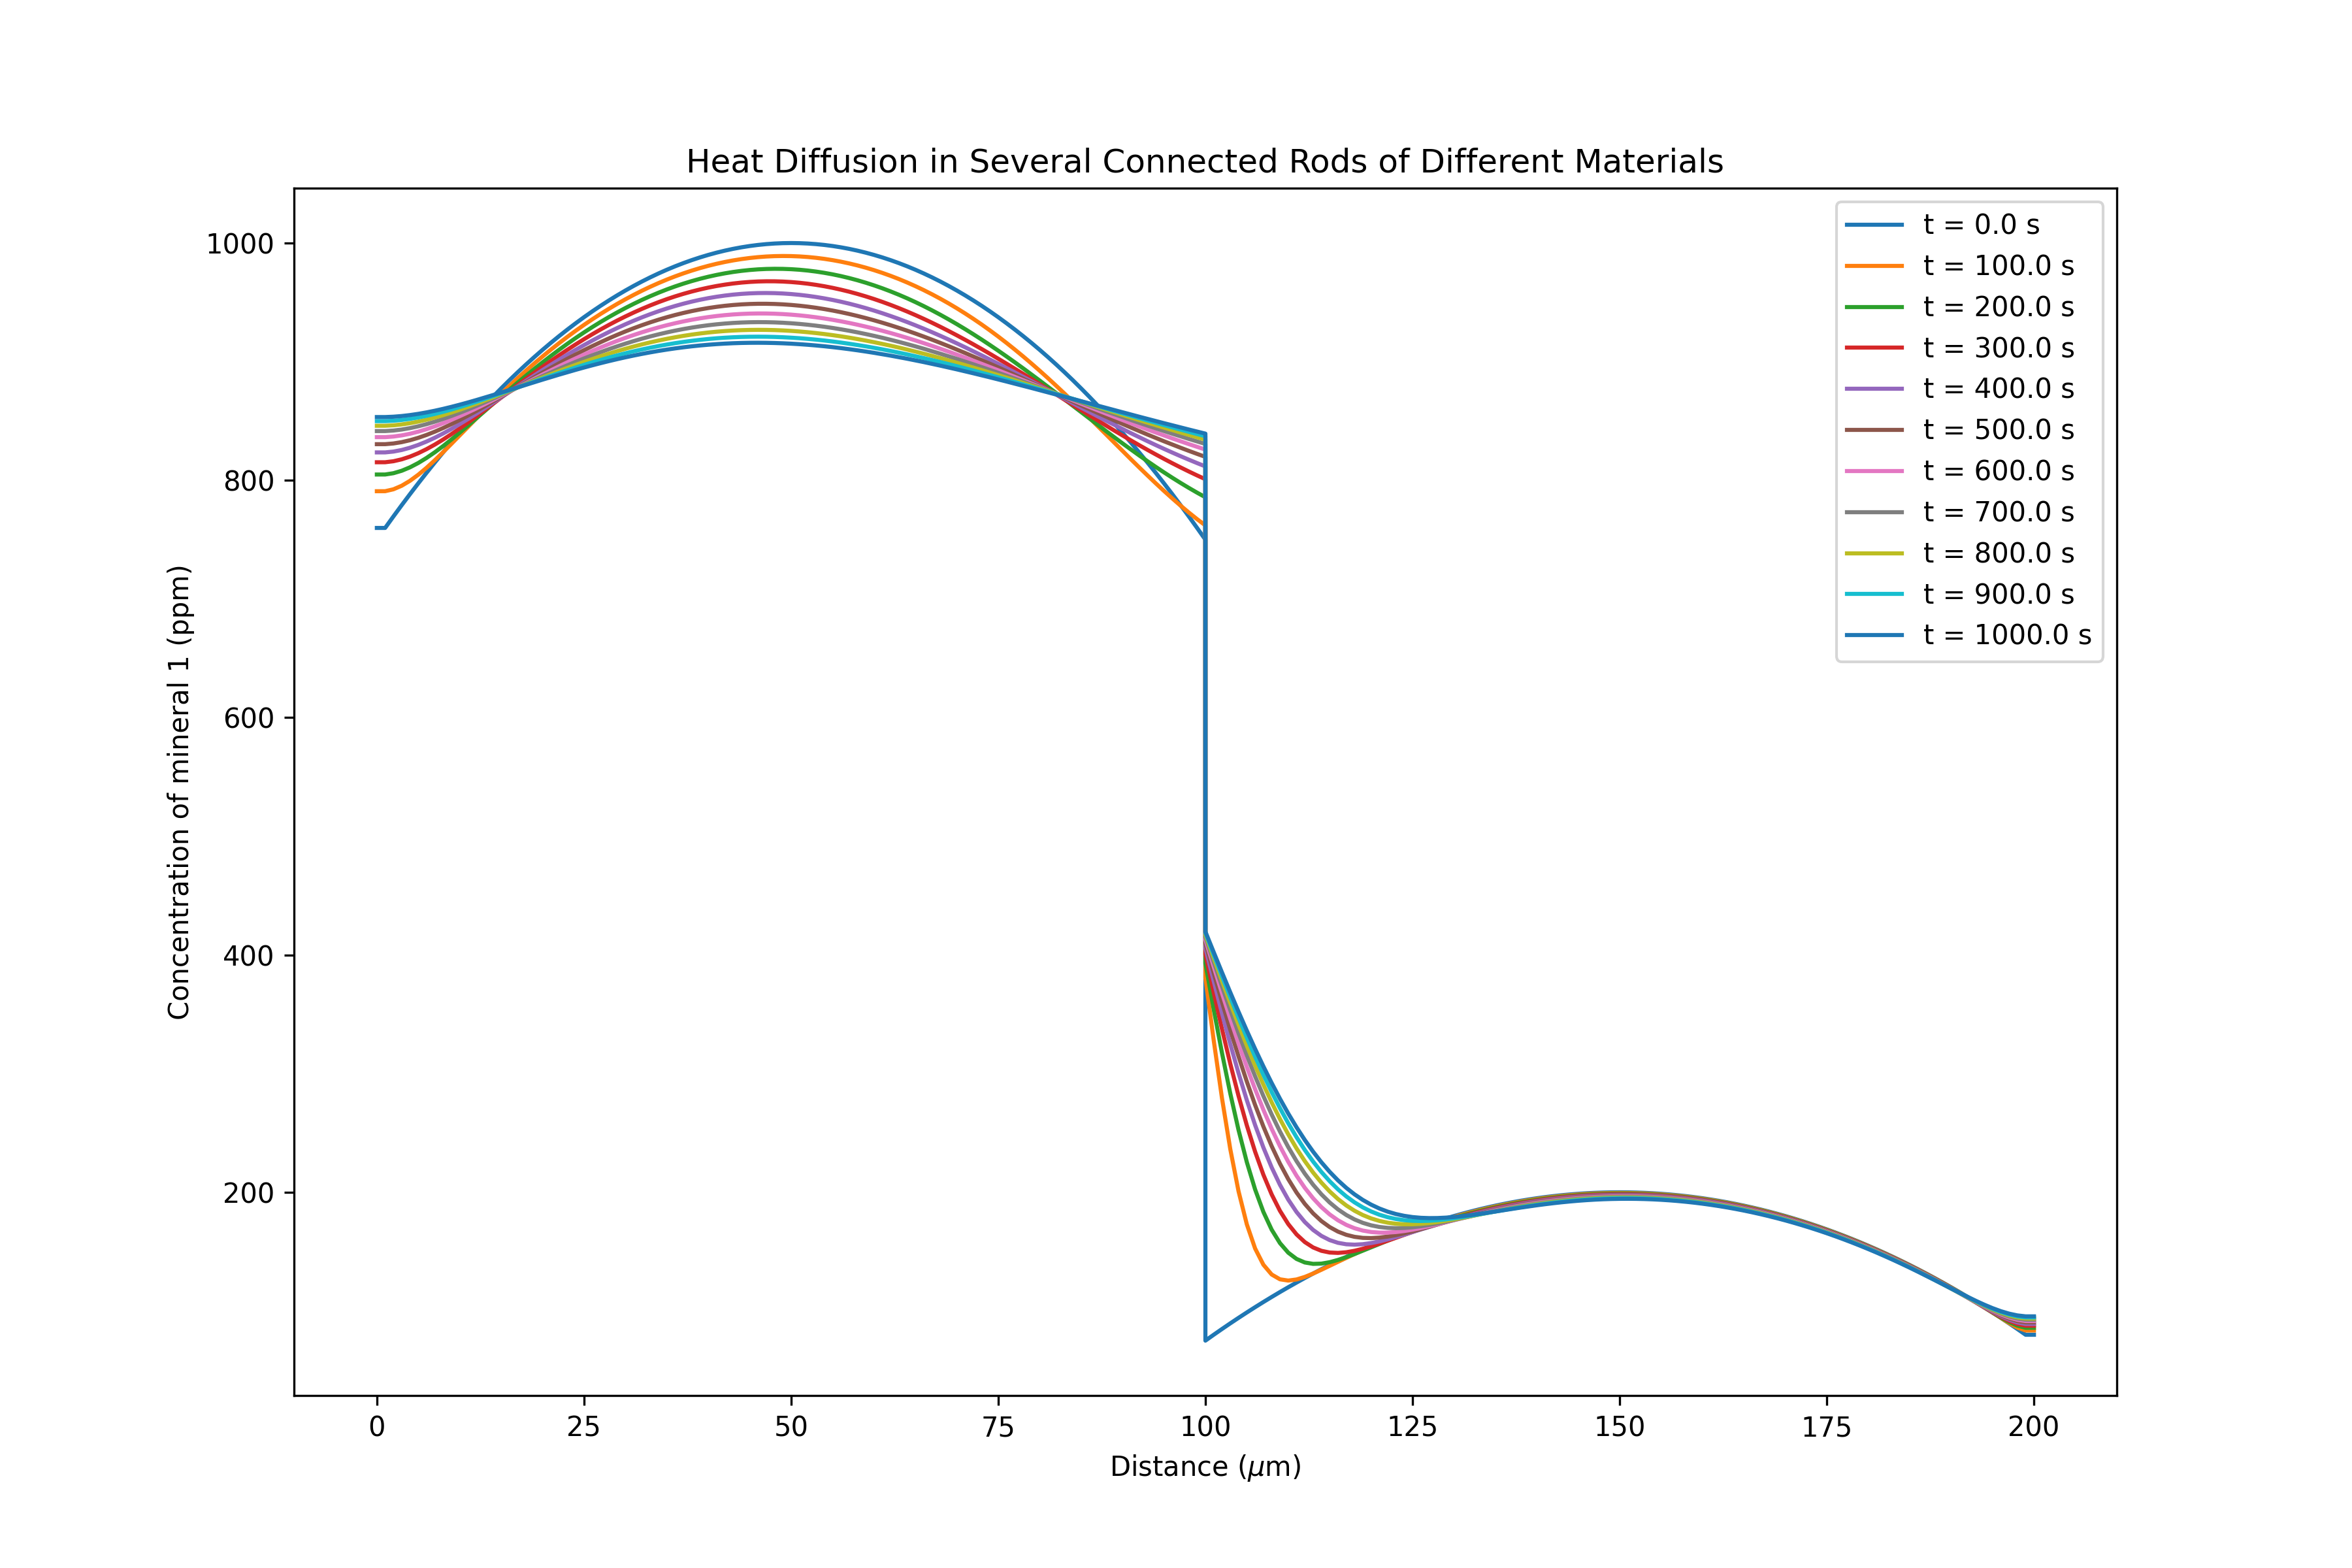 Heat Diffusion in Several Connected Rods of Different Materials
1000
800
600
400
200
Concentration of mineral 1 (ppm)
0
25
50
75
100
125
150
175
200
Distance (μm)
t = 0.0 s
t = 100.0 s
t = 200.0 s
t = 300.0 s
t = 400.0 s
t = 500.0 s
t = 600.0 s
t = 700.0 s
t = 800.0 s
t = 900.0 s
t = 1000.0 s